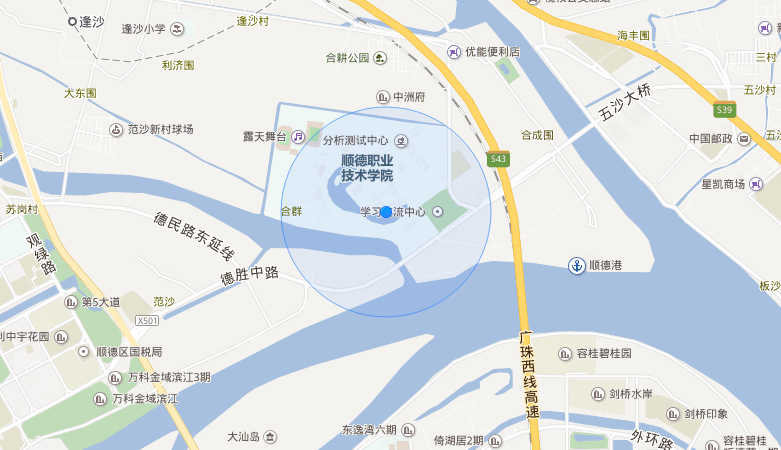 逢沙
逢沙小学
逢沙村
利济围
犬东围
范沙新村球场
合耕公园
优能便利店
海丰围
三村
五沙村
五沙大桥
S39
中洲府
露天舞台
分析测试中心
顺德职业
技术学院
合成围
中国邮政
S43
星凯商场
苏岗村
合群
观绿路
德民路东延线
德胜中路
顺德港
板沙
第5大道
范沙
X501
利中宇花园
顺德区国税局
万科金域滨江3期
万科金域滨江
广珠西线高速
容桂碧桂园
剑桥水岸
剑桥印象
大汕岛
东逸湾六期
倚湖居2期
外环路
容桂碧桂